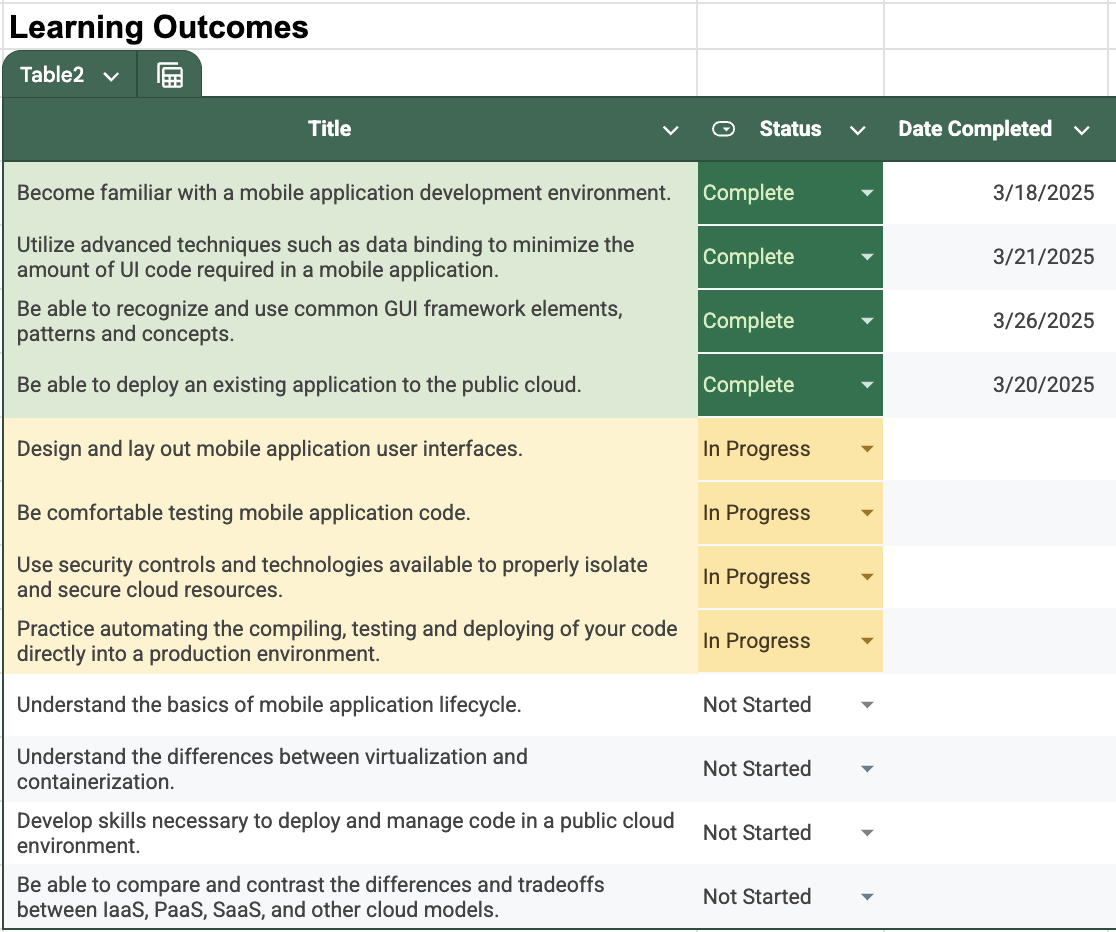 Learning Outcomes
Table2
Title Status Date Completed
Become familiar with a mobile application development environment. Complete 3/18/2025
Utilize advanced techniques such as data binding to minimize the
amount of UI code required in a mobile application. Complete 3/21/2025
Be able to recognize and use common GUI framework elements,
patterns and concepts. Complete 3/26/2025
Be able to deploy an existing application to the public cloud. Complete 3/20/2025
Design and lay out mobile application user interfaces. In Progress
Be comfortable testing mobile application code. In Progress
Use security controls and technologies available to properly isolate
and secure cloud resources. In Progress
Practice automating the compiling, testing and deploying of your code
directly into a production environment. In Progress
Understand the basics of mobile application lifecycle. Not Started
Understand the differences between virtualization and
containerization. Not Started
Develop skills necessary to deploy and manage code in a public cloud
environment. Not Started
Be able to compare and contrast the differences and tradeoffs
between IaaS, PaaS, SaaS, and other cloud models. Not Started